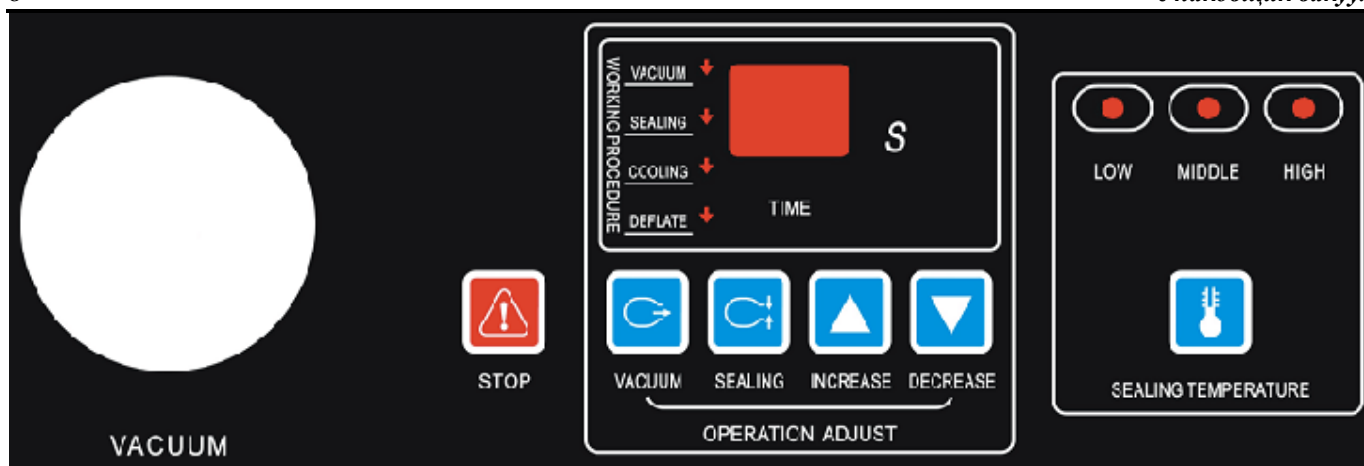 WORKING PROCEDURE
VACUUM
SEALING
COOLING
DEFLATE
S
TIME
LOW MIDDLE HIGH
STOP
VACUUM SEALING INCREASE DECREASE
OPERATION ADJUST
SEALING TEMPERATURE
VACUUM